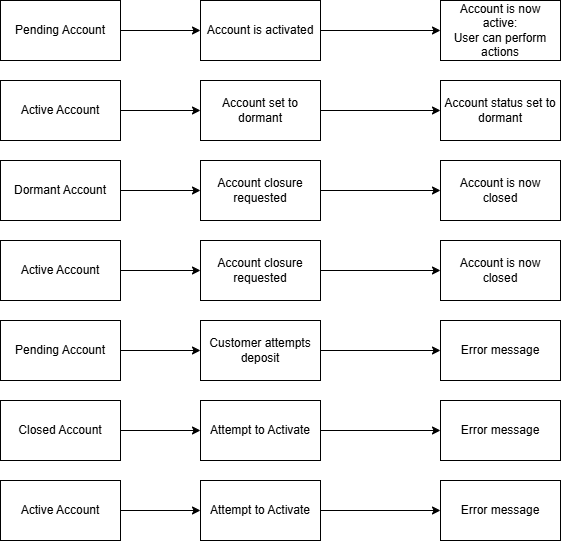 Pending Account
Account is activated
Account is now
active:
User can perform
actions
Active Account
Account set to
dormant
Account status set to
dormant
Dormant Account
Account closure
requested
Account is now
closed
Active Account
Account closure
requested
Account is now
closed
Pending Account
Customer attempts
deposit
Error message
Closed Account
Attempt to Activate
Error message
Active Account
Attempt to Activate
Error message